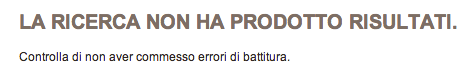 LA RICERCA NON HA PRODOTTO RISULTATI.
Controlla di non aver commesso errori di battitura.